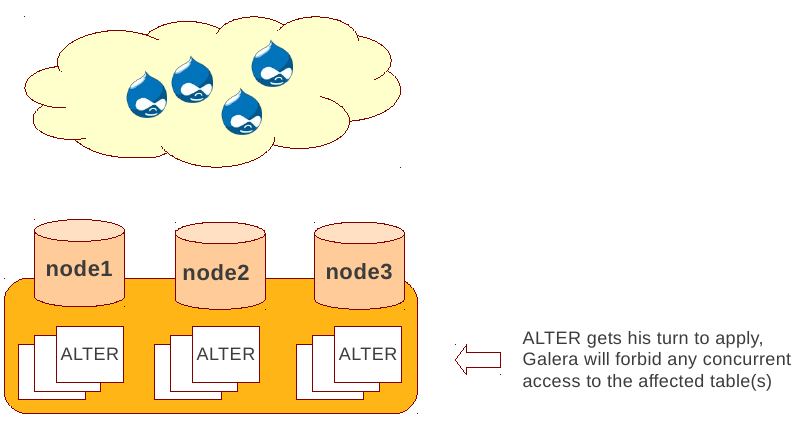 node1
node2
node3
ALTER
ALTER
ALTER
ALTER gets his turn to apply,
Galera will forbid any concurrent
access to the affected table(s)